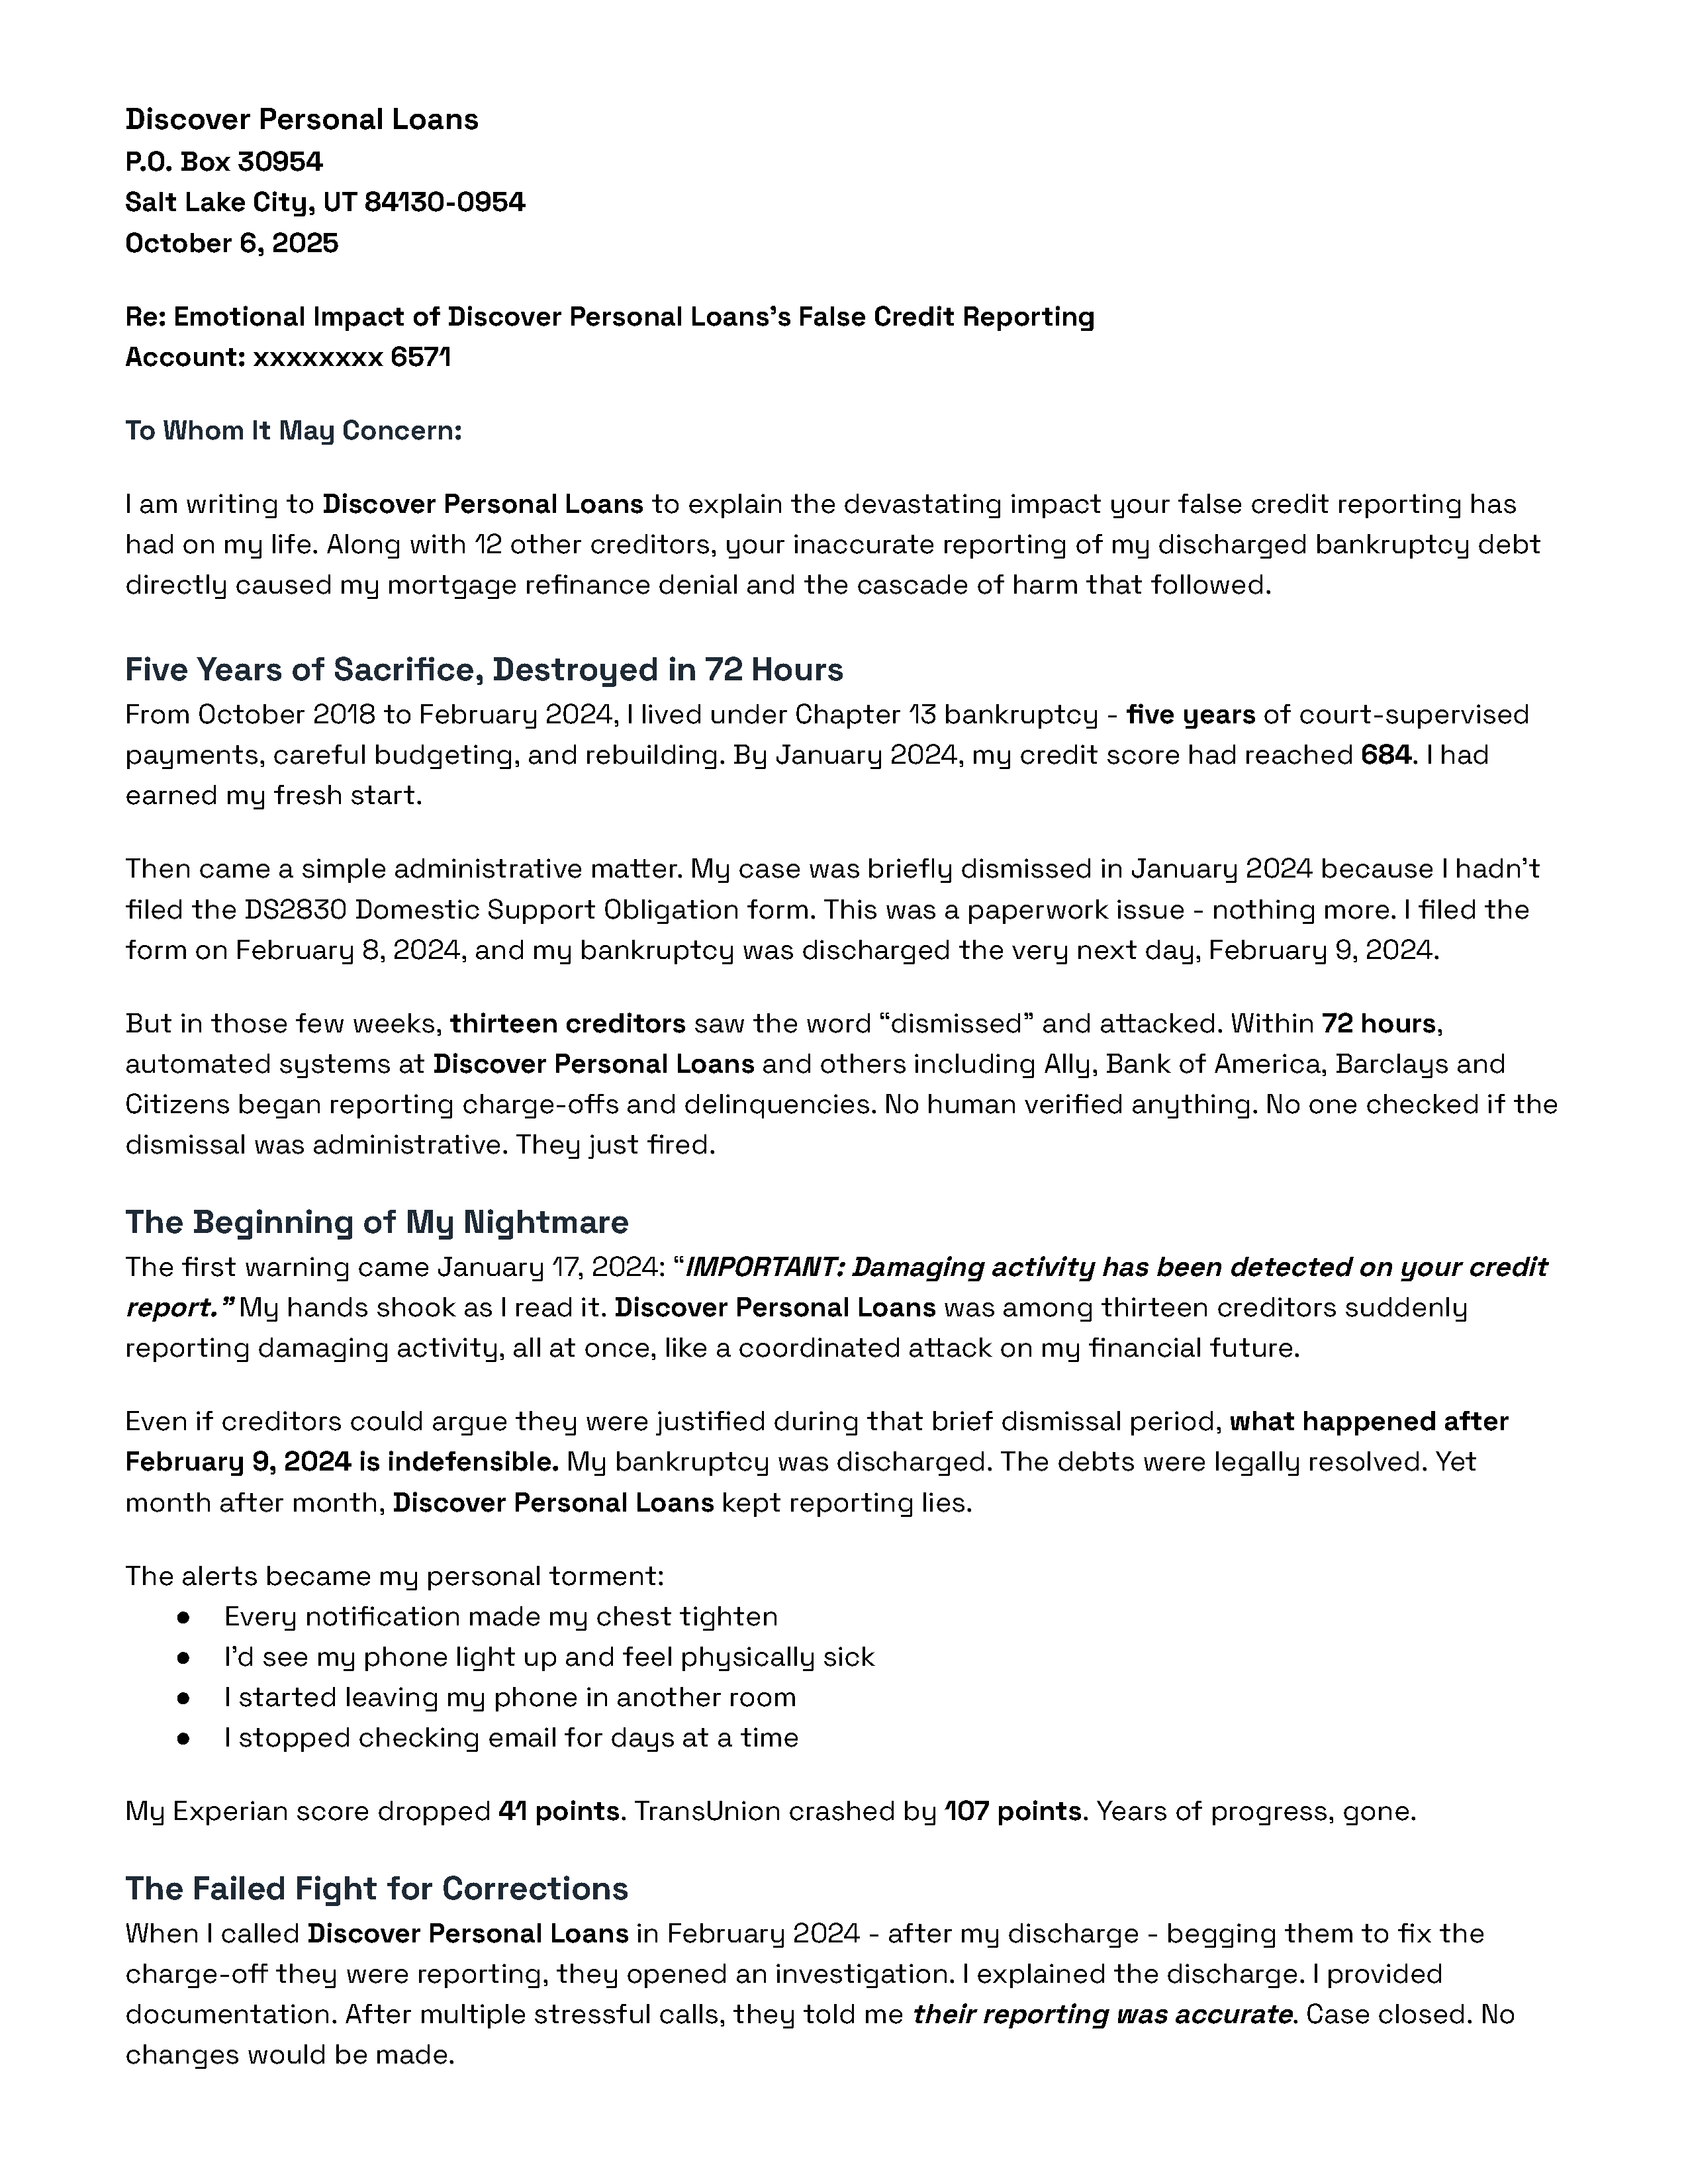 Discover Personal Loans
P.O. Box 30954
Salt Lake City, UT 84130-0954
October 6, 2025
Re: Emotional Impact of Discover Personal Loans’s False Credit Reporting
Account: xxxxxxxx 6571
To Whom It May Concern:
I am writing to Discover Personal Loans to explain the devastating impact your false credit reporting has
had on my life. Along with 12 other creditors, your inaccurate reporting of my discharged bankruptcy debt
directly caused my mortgage refinance denial and the cascade of harm that followed.
Five Years of Sacrifice, Destroyed in 72 Hours
From October 2018 to February 2024, I lived under Chapter 13 bankruptcy - five years of court-supervised
payments, careful budgeting, and rebuilding. By January 2024, my credit score had reached 684. I had
earned my fresh start.
Then came a simple administrative matter. My case was briefly dismissed in January 2024 because I hadn’t
filed the DS2830 Domestic Support Obligation form. This was a paperwork issue - nothing more. I filed the
form on February 8, 2024, and my bankruptcy was discharged the very next day, February 9, 2024.
But in those few weeks, thirteen creditors saw the word “dismissed” and attacked. Within 72 hours,
automated systems at Discover Personal Loans and others including Ally, Bank of America, Barclays and
Citizens began reporting charge-offs and delinquencies. No human verified anything. No one checked if the
dismissal was administrative. They just fired.
The Beginning of My Nightmare
The first warning came January 17, 2024: “IMPORTANT: Damaging activity has been detected on your credit
report.” My hands shook as I read it. Discover Personal Loans was among thirteen creditors suddenly
reporting damaging activity, all at once, like a coordinated attack on my financial future.
Even if creditors could argue they were justified during that brief dismissal period, what happened after
February 9, 2024 is indefensible. My bankruptcy was discharged. The debts were legally resolved. Yet
month after month, Discover Personal Loans kept reporting lies.
The alerts became my personal torment:
● Every notification made my chest tighten
● I’d see my phone light up and feel physically sick
● I started leaving my phone in another room
● I stopped checking email for days at a time
My Experian score dropped 41 points. TransUnion crashed by 107 points. Years of progress, gone.
The Failed Fight for Corrections
When I called Discover Personal Loans in February 2024 - after my discharge - begging them to fix the
charge-off they were reporting, they opened an investigation. I explained the discharge. I provided
documentation. After multiple stressful calls, they told me their reporting was accurate. Case closed. No
changes would be made.